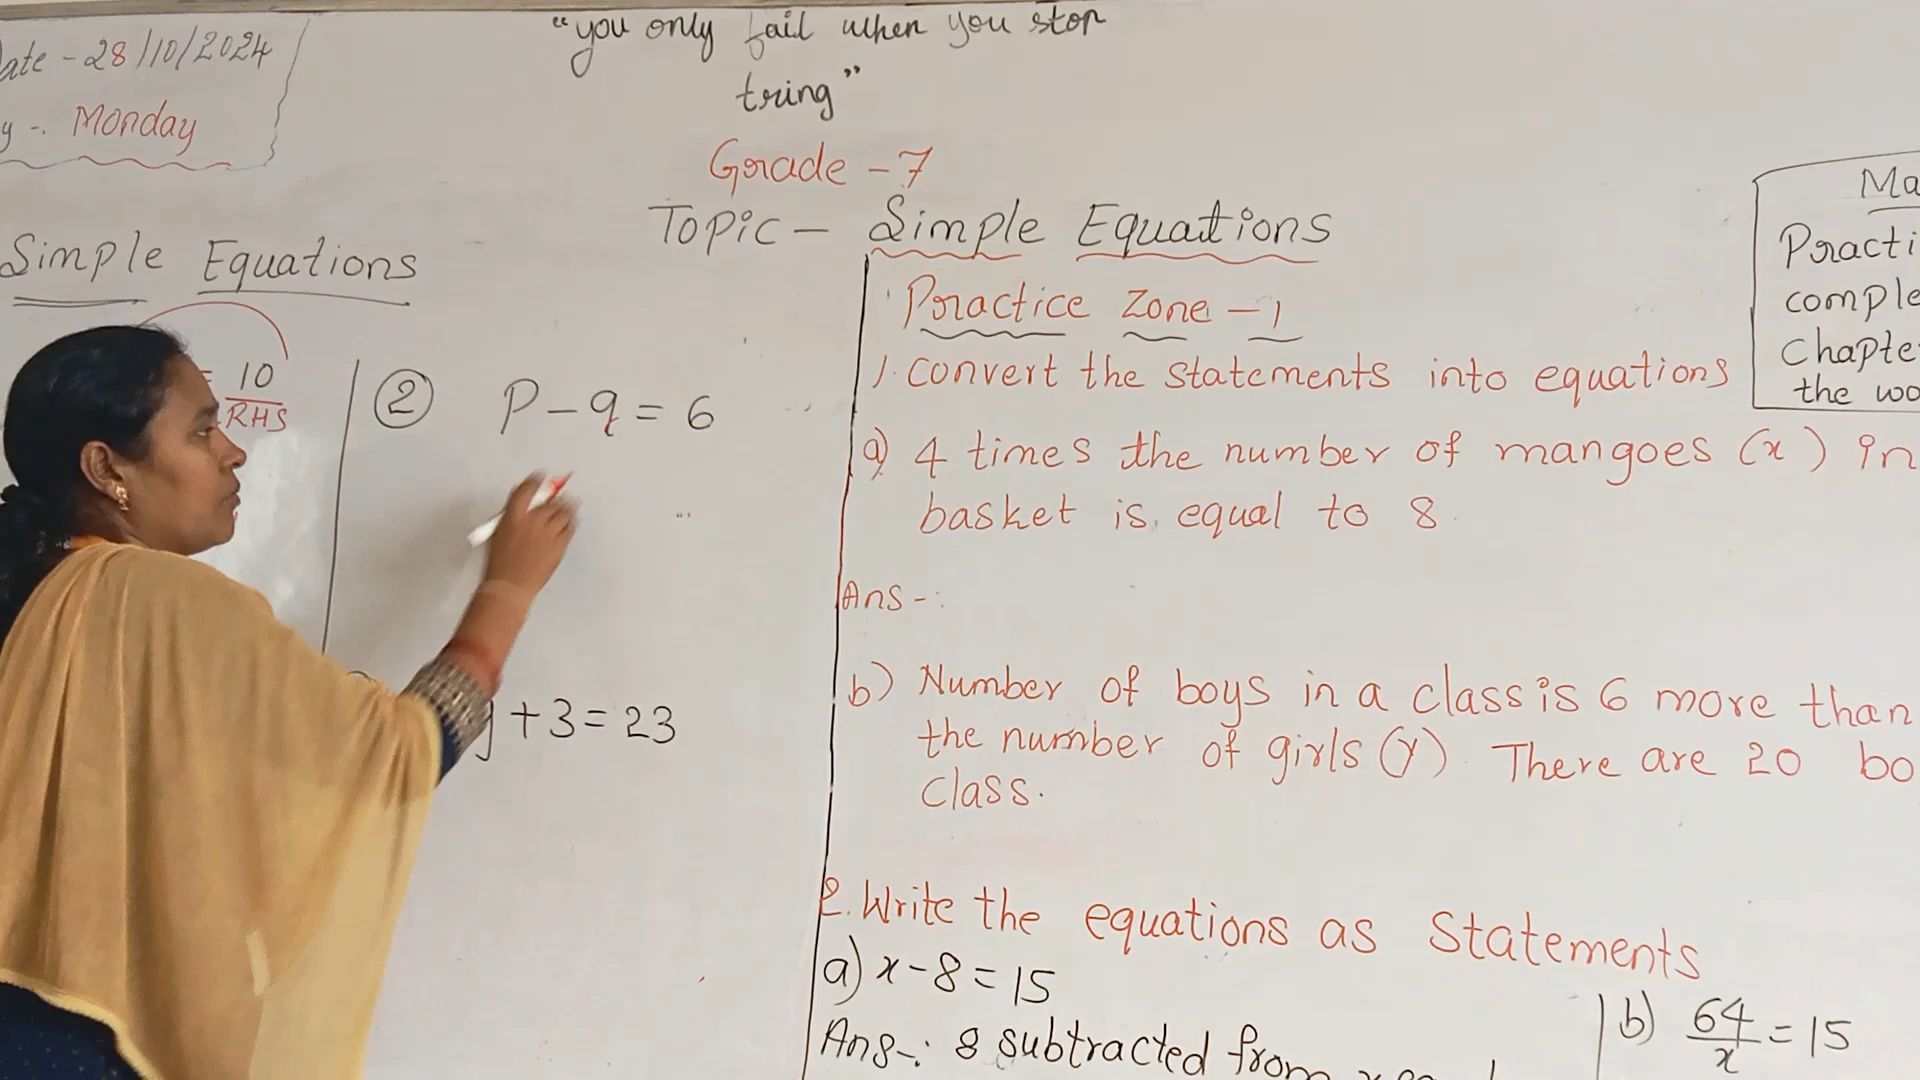 ate - 28/10/2024
y -. Monday
"you only fail when you stop
tring"
Grade - 7
Topic - Simple Equations
Simple Equations
= 10
RHS
② P - q = 6
+ 3 = 23
Practice Zone - 1
1. Convert the statements into equations
a) 4 times the number of mangoes (x) in
basket is equal to 8
Ans -:
b) Number of boys in a class is 6 more than
the number of girls (y). There are 20 bo
class.
2. Write the equations as Statements
a) x - 8 = 15
Ans -: 8 subtracted from
b) 64/x = 15
Ma
Practi
comple
Chapte
the wo